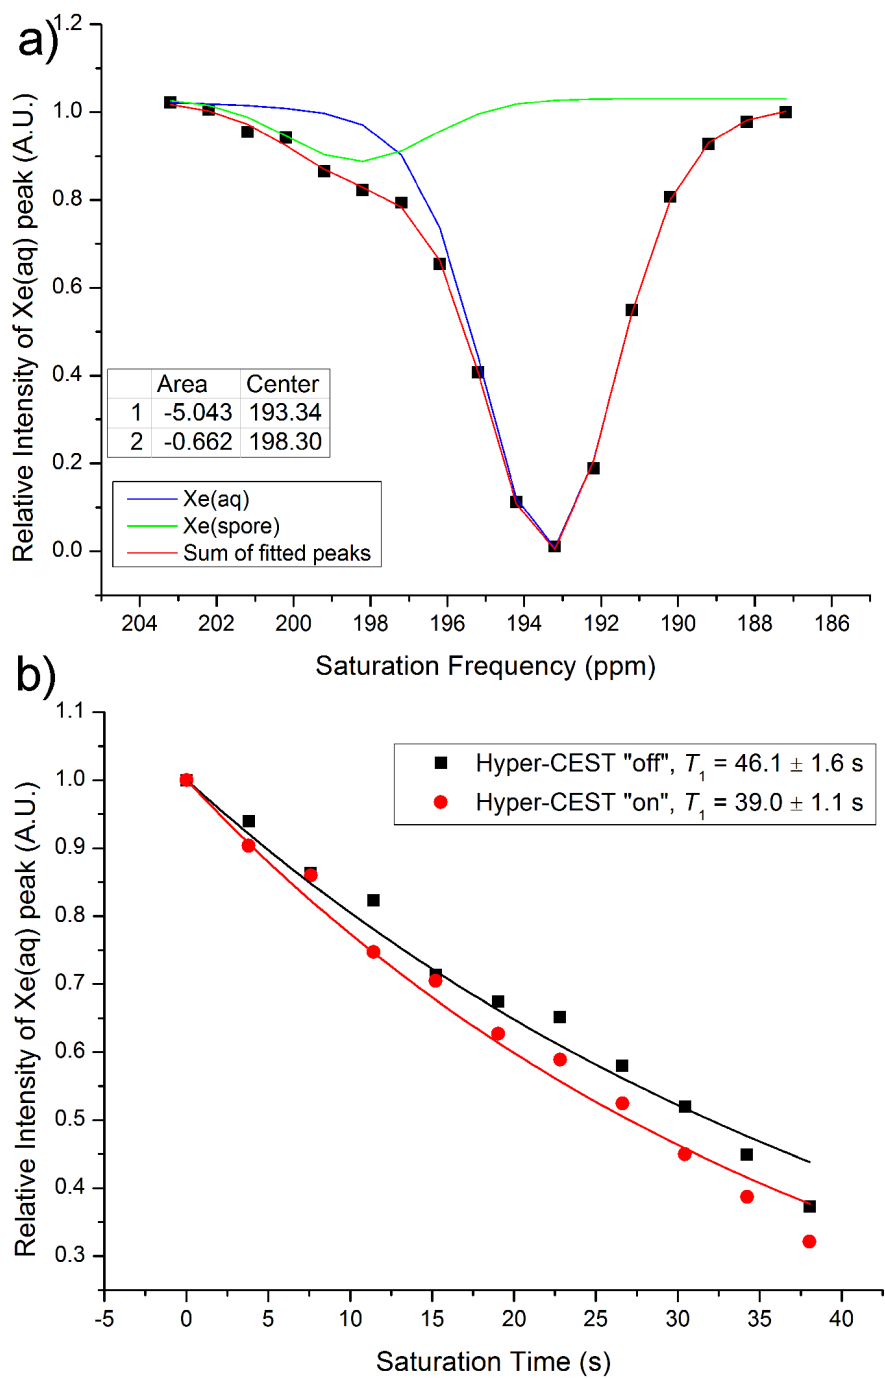 a)
Relative Intensity of Xe(aq) peak (A.U.)
1.2
1.0
0.8
0.6
0.4
0.2
0.0
Area Center
1 -5.043 193.34
2 -0.662 198.30
Xe(aq)
Xe(spore)
Sum of fitted peaks
204 202 200 198 196 194 192 190 188 186
Saturation Frequency (ppm)
b)
Relative Intensity of Xe(aq) peak (A.U.)
1.1
1.0
0.9
0.8
0.7
0.6
0.5
0.4
0.3
Hyper-CEST "off", T1 = 46.1 ± 1.6 s
Hyper-CEST "on", T1 = 39.0 ± 1.1 s
-5 0 5 10 15 20 25 30 35 40
Saturation Time (s)